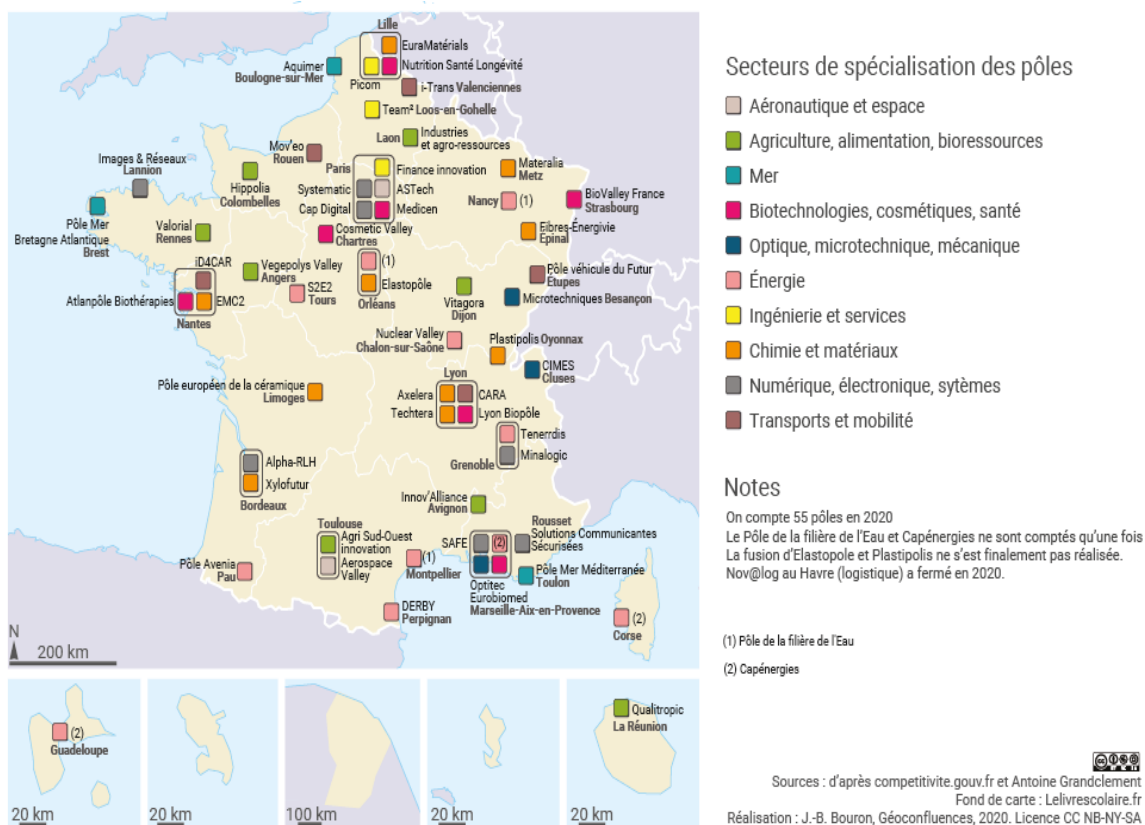 Lille
EuraMatérials
Aquimer
Boulogne-sur-Mer
Nutrition Santé Longévité
Picom
i-Trans Valenciennes
Team² Loos-en-Gohelle
Laon
Industries
et agro-ressources
Mov'eo
Rouen
Images & Réseaux
Lannion
Paris
Finance innovation
Materalia
Metz
Hippolia
Colombelles
Systematic
ASTech
Nancy
(1)
BioValley France
Strasbourg
Cap Digital
Medicen
Pôle Mer
Bretagne Atlantique
Brest
Valorial
Rennes
Cosmetic Valley
Chartres
Fibres-Énergivie
Épinal
iD4CAR
Vegepolys Valley
Angers
(1)
Elastopôle
Orléans
Pôle véhicule du Futur
Etupes
Atlanpôle Biothérapies
EMC2
Nantes
S2E2
Tours
Vitagora
Dijon
Microtechniques Besançon
Nuclear Valley
Chalon-sur-Saône
Plastipolis Oyonnax
CIMES
Cluses
Pôle européen de la céramique
Limoges
Lyon
Axelera
CARA
Techtera
Lyon Biopôle
Tenerrdis
Minalogic
Grenoble
Alpha-RLH
Xylofutur
Bordeaux
Innov'Alliance
Avignon
Toulouse
Agri Sud-Ouest
innovation
Aerospace
Valley
Rousset
SAFE
(2)
Solutions Communicantes
Sécurisées
Pôle Avenia
Pau
(1)
Montpellier
Optitec
Eurobiomed
Marseille-Aix-en-Provence
Pôle Mer Méditerranée
Toulon
DERBY
Perpignan
(2)
Corse
N
200 km
(2)
Guadeloupe
20 km
20 km
100 km
20 km
Qualitropic
La Réunion
20 km
Secteurs de spécialisation des pôles
Aéronautique et espace
Agriculture, alimentation, bioressources
Mer
Biotechnologies, cosmétiques, santé
Optique, microtechnique, mécanique
Énergie
Ingénierie et services
Chimie et matériaux
Numérique, électronique, sytèmes
Transports et mobilité
Notes
On compte 55 pôles en 2020
Le Pôle de la filière de l'Eau et Capénergies ne sont comptés qu'une fois
La fusion d'Elastopole et Plastipolis ne s'est finalement pas réalisée.
Nov@log au Havre (logistique) a fermé en 2020.
(1) Pôle de la filière de l'Eau
(2) Capénergies
Sources : d'après competitivite.gouv.fr et Antoine Grandclement
Fond de carte : Lelivrescolaire.fr
Réalisation : J.-B. Bouron, Géoconfluences, 2020. Licence CC NB-NY-SA